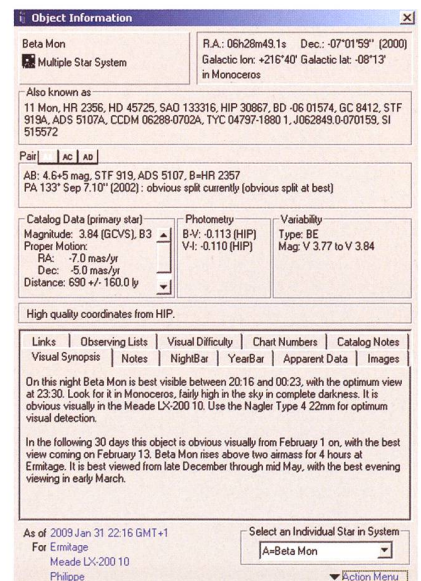 Object Information
Beta Mon
Multiple Star System
R.A.: 06h28m49.1s Dec.: -07°01'59" (2000)
Galactic lon: +216°40' Galactic lat: -08°13'
in Monoceros
Also known as
11 Mon, HR 2356, HD 45725, SAO 133316, HIP 30867, BD -06 01574, GC 8412, STF
919A, ADS 5107A, CCDM 06288-0702A, TYC 04797-1880 1, J062849.0-070159, SI
515572
Pair AC AD
AB: 4.6+5 mag, STF 919, ADS 5107, B=HR 2357
PA 133° Sep 7.10" (2002) : obvious split currently (obvious split at best)
Catalog Data (primary star)
Magnitude: 3.84 (GCVS), B3
Proper Motion:
RA: -7.0 mas/yr
Dec: -5.0 mas/yr
Distance: 690 +/- 160.0 ly
Photometry
B-V: -0.113 (HIP)
V-I: -0.110 (HIP)
Variability
Type: BE
Mag: V 3.77 to V 3.84
High quality coordinates from HIP.
Links Observing Lists Visual Difficulty Chart Numbers Catalog Notes
Visual Synopsis Notes NightBar YearBar Apparent Data Images
On this night Beta Mon is best visible between 20:16 and 00:23, with the optimum view
at 23:30. Look for it in Monoceros, fairly high in the sky in complete darkness. It is
obvious visually in the Meade LX-200 10. Use the Nagler Type 4 22mm for optimum
visual detection.
In the following 30 days this object is obvious visually from February 1 on, with the best
view coming on February 13. Beta Mon rises above two airmass for 4 hours at
Ermitage. It is best viewed from late December through mid May, with the best evening
viewing in early March.
As of 2009 Jan 31 22:16 GMT+1
For Ermitage
Meade LX-200 10
Philippe
Select an Individual Star in System
A=Beta Mon
Action Menu